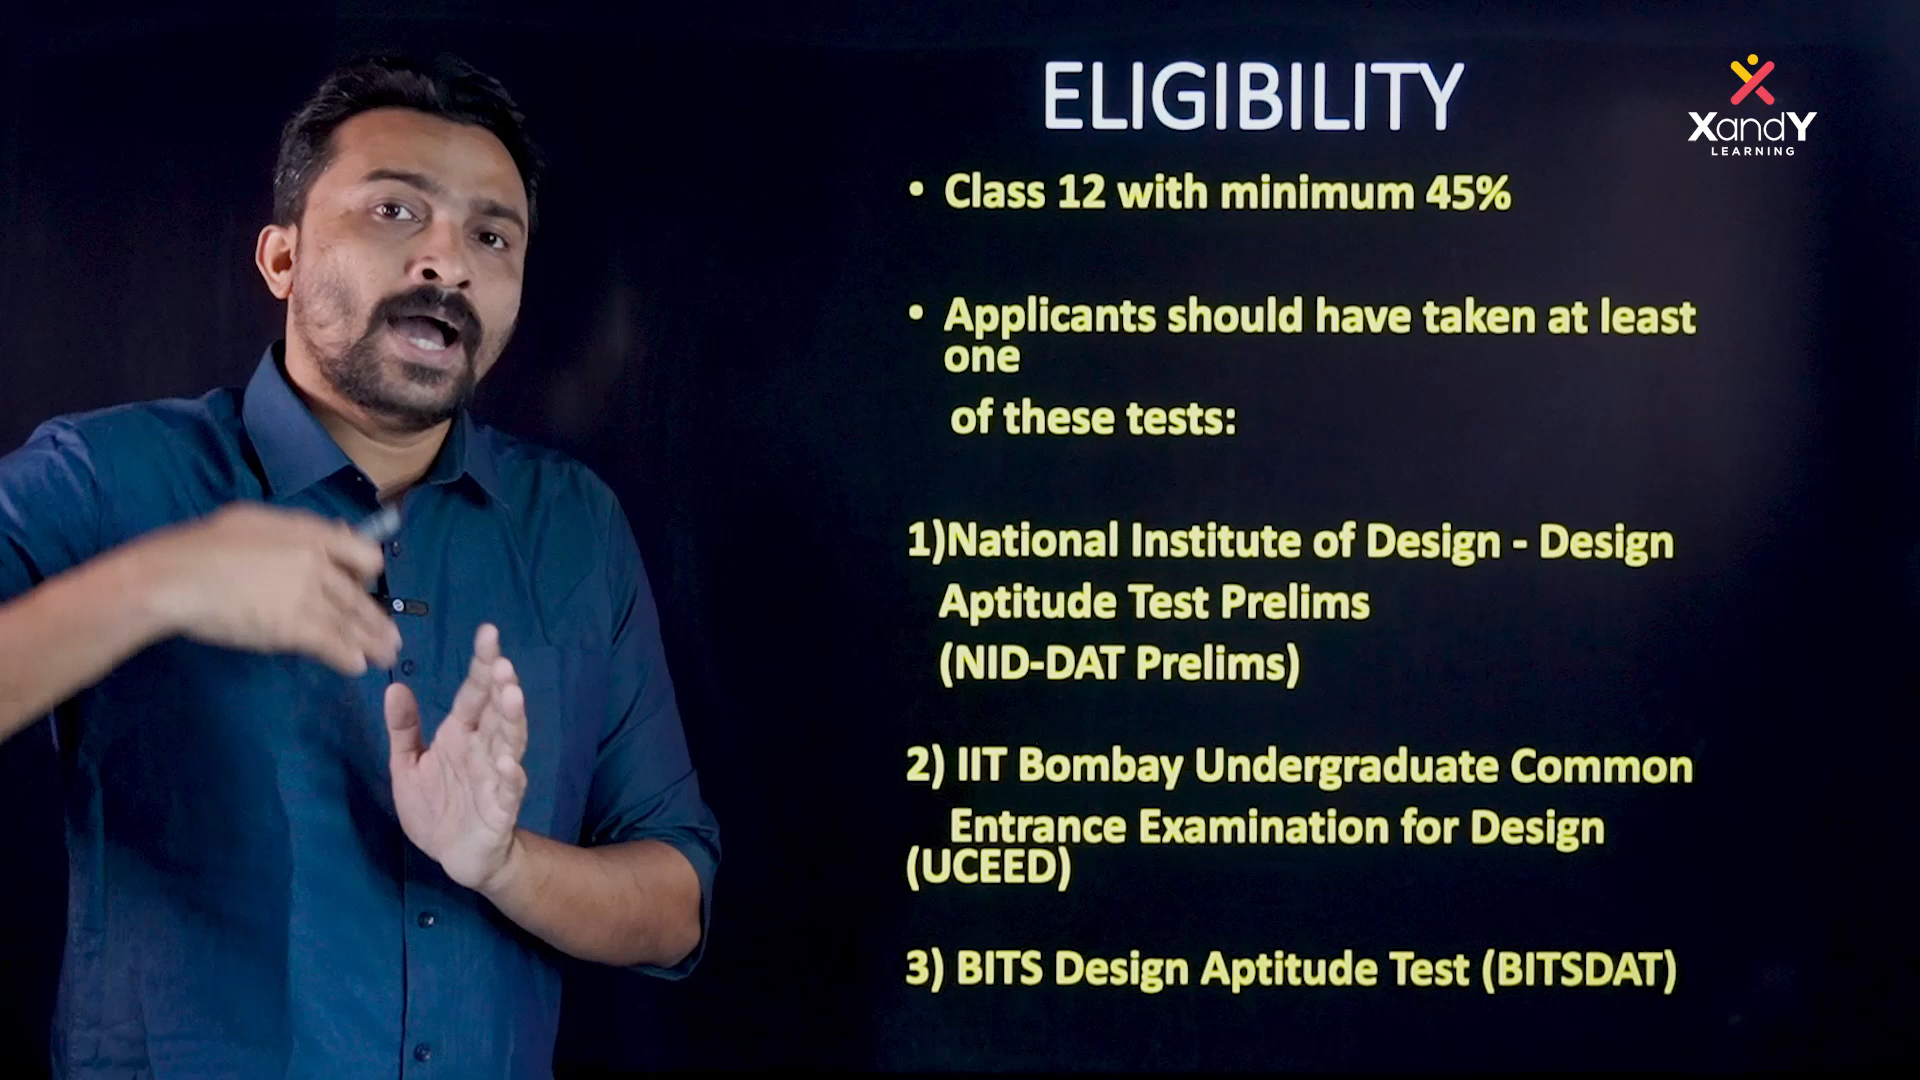 ELIGIBILITY
XandY
LEARNING
• Class 12 with minimum 45%
• Applicants should have taken at least
one
of these tests:
1)National Institute of Design - Design
Aptitude Test Prelims
(NID-DAT Prelims)
2) IIT Bombay Undergraduate Common
Entrance Examination for Design
(UCEED)
3) BITS Design Aptitude Test (BITSDAT)